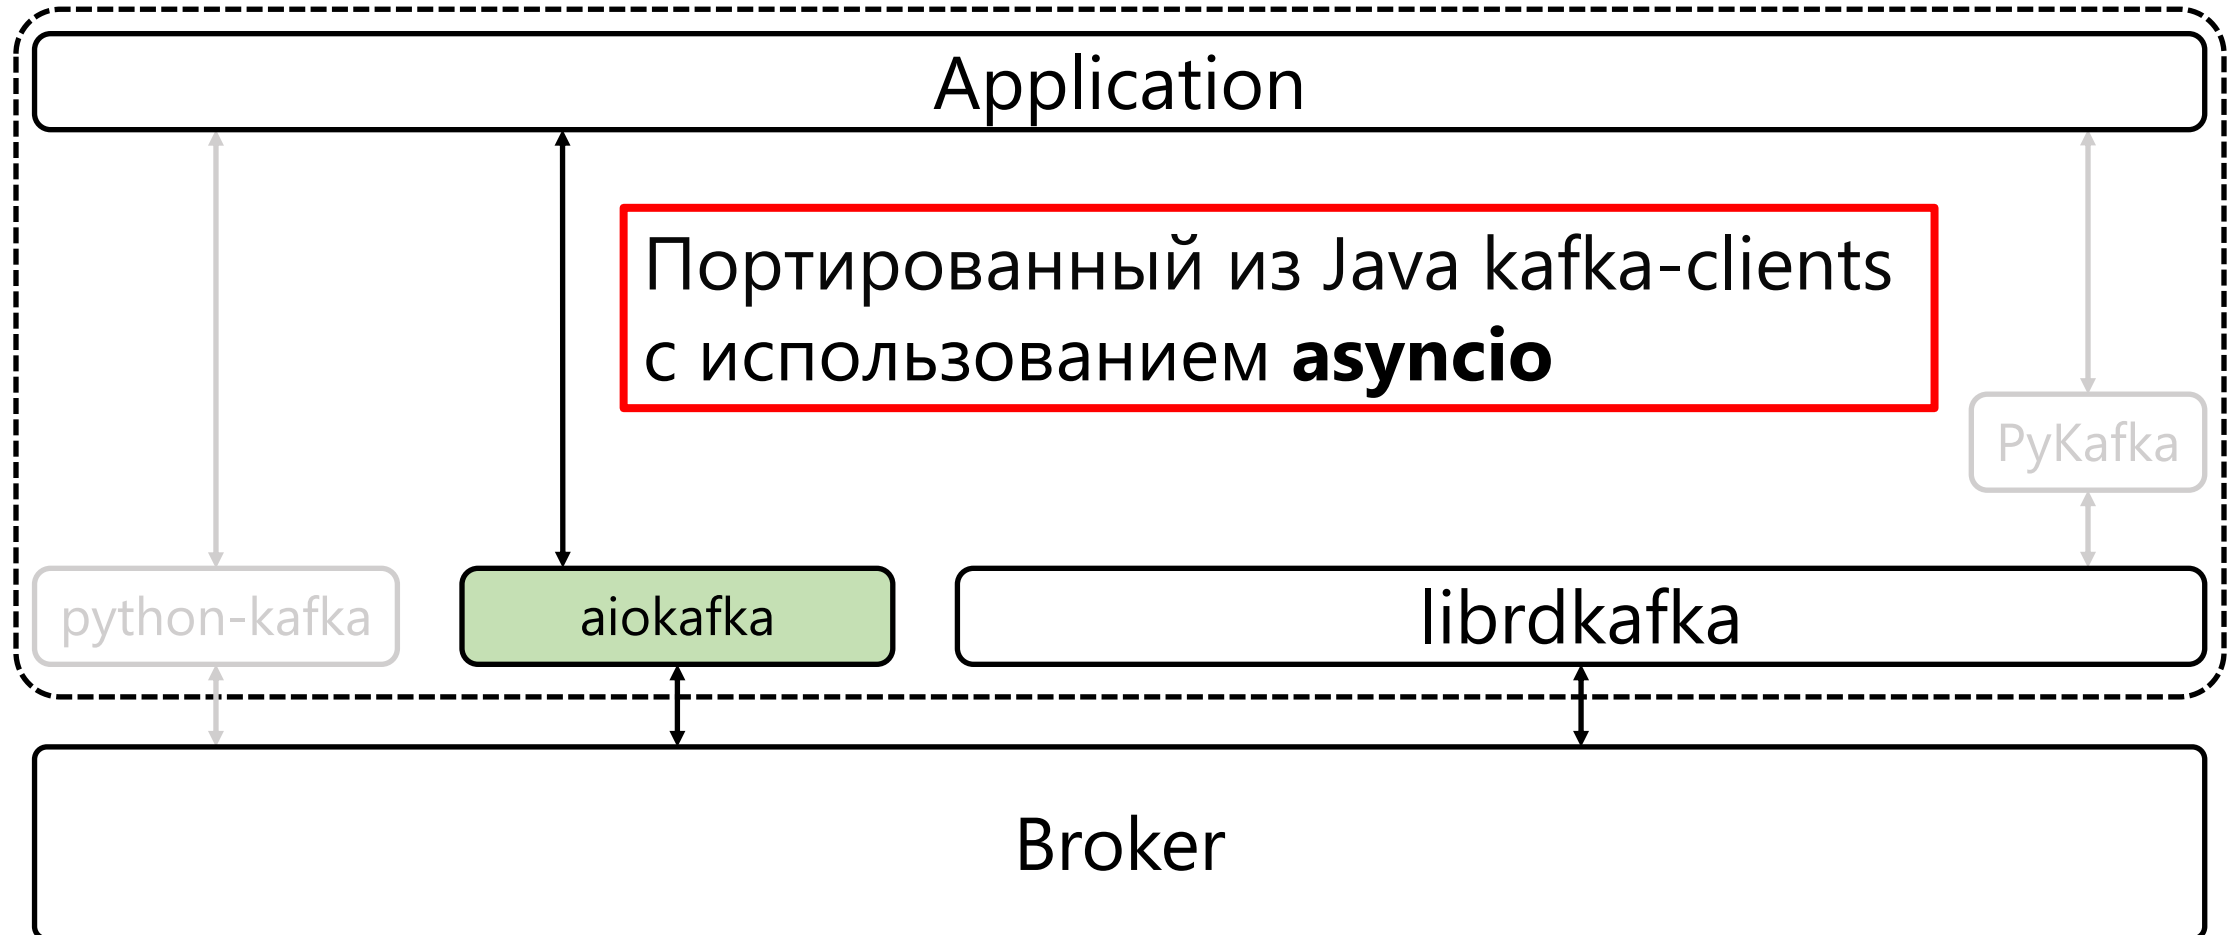 Application
Портированный из Java kafka-clients
с использованием asyncio
PyKafka
python-kafka
aiokafka
librdkafka
Broker